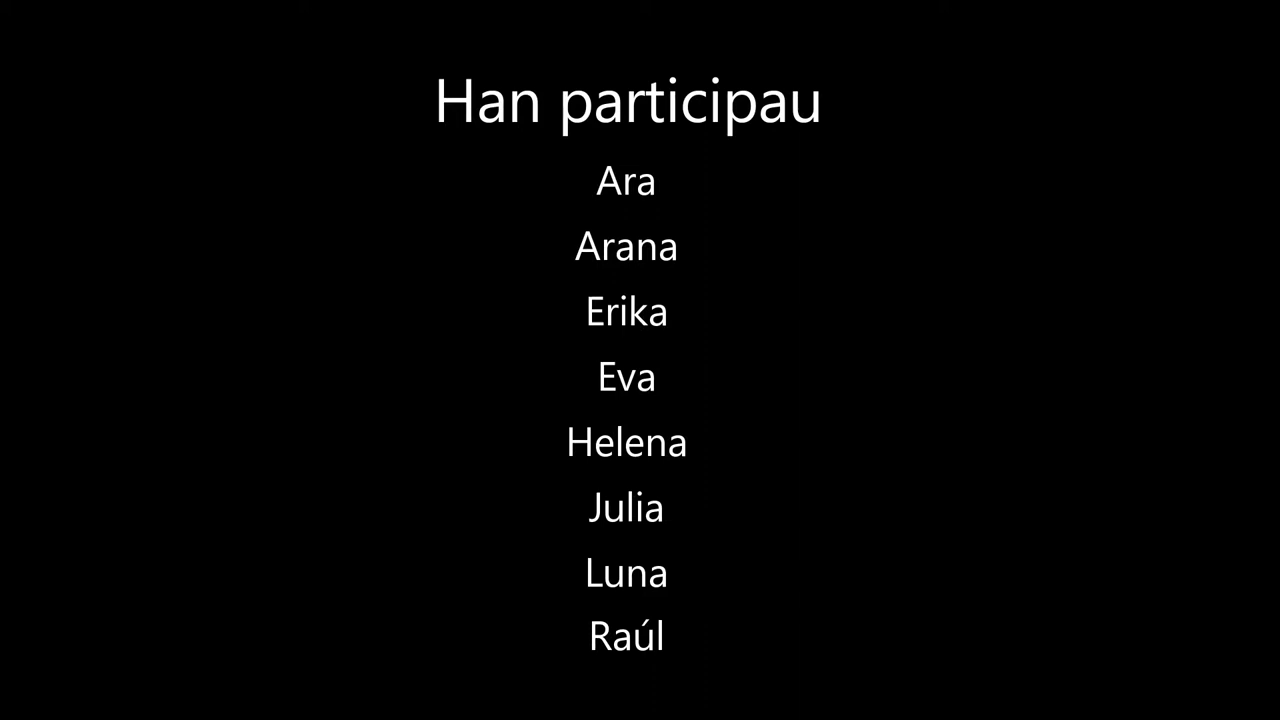 Han participau
Ara
Arana
Erika
Eva
Helena
Julia
Luna
Raúl